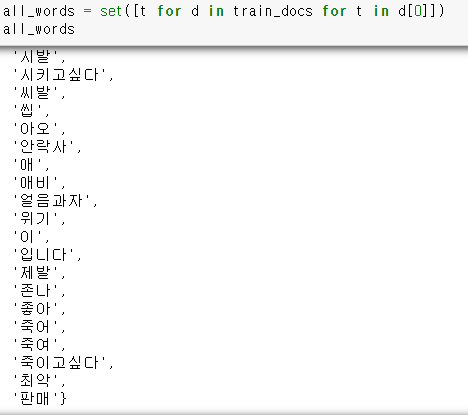 all_words = set([t for d in train_docs for t in d[0]])
all_words
'시발',
'시키고싶다',
'씨발',
'씹',
'아오',
'안락사',
'애',
'애비',
'얼음과자',
'위기',
'이',
'입니다',
'제발',
'존나',
'좋아',
'죽어',
'죽여',
'죽이고싶다',
'최악',
'판매'}